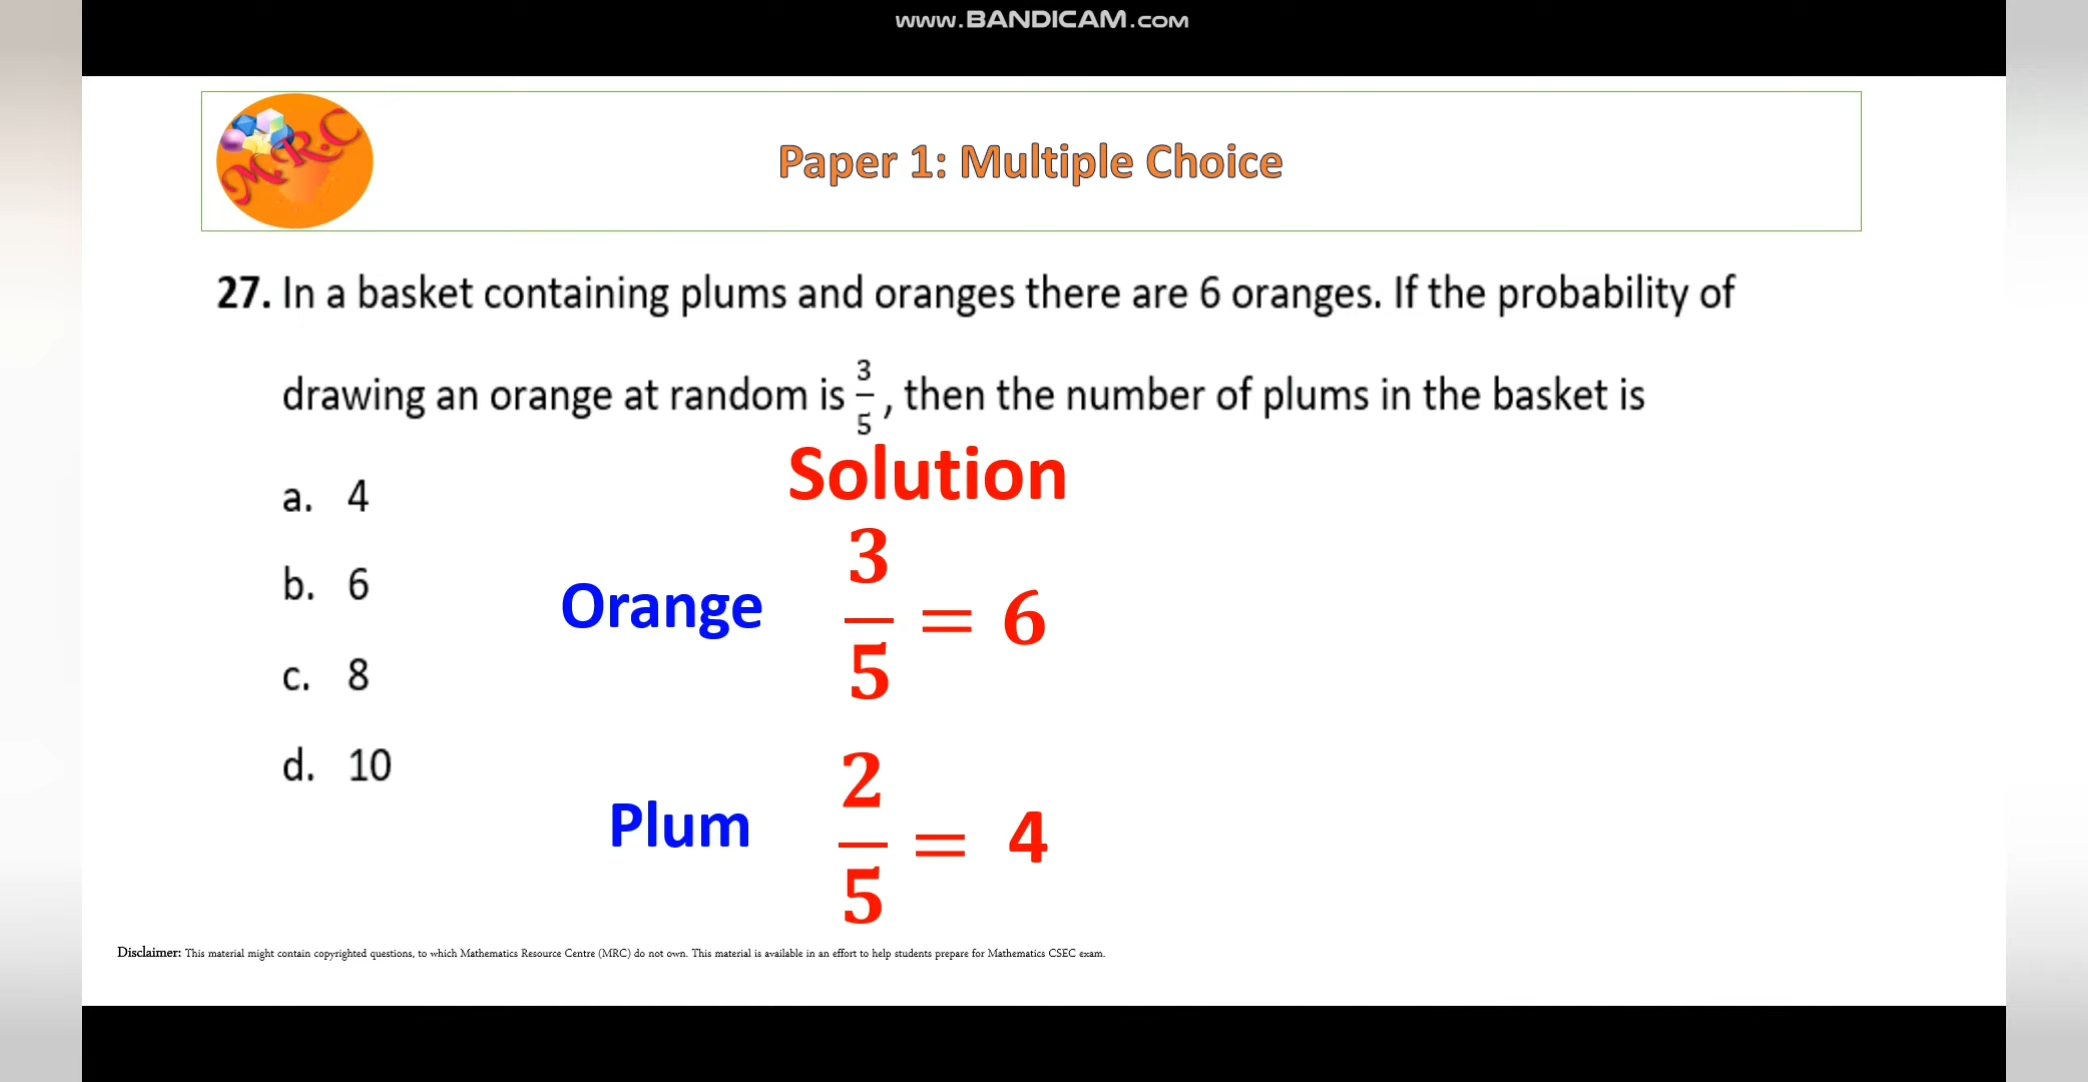 www.BANDICAM.com
M.R.C
Paper 1: Multiple Choice
27. In a basket containing plums and oranges there are 6 oranges. If the probability of
drawing an orange at random is 3/5, then the number of plums in the basket is
Solution
a. 4
b. 6
c. 8
d. 10
Orange 3/5 = 6
Plum 2/5 = 4
Disclaimer: This material might contain copyrighted questions, to which Mathematics Resource Centre (MRC) do not own. This material is available in an effort to help students prepare for Mathematics CSEC exam.